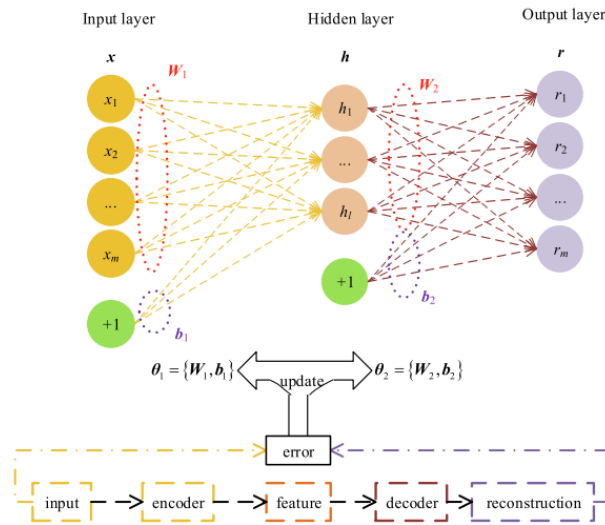 Input layer
Hidden layer
Output layer
x
h
r
W₁
W₂
x₁
h₁
r₁
x₂
...
r₂
...
hₗ
...
xₘ
rₘ
+1
+1
b₁
b₂
θ₁ = {W₁, b₁}
update
θ₂ = {W₂, b₂}
error
input
encoder
feature
decoder
reconstruction